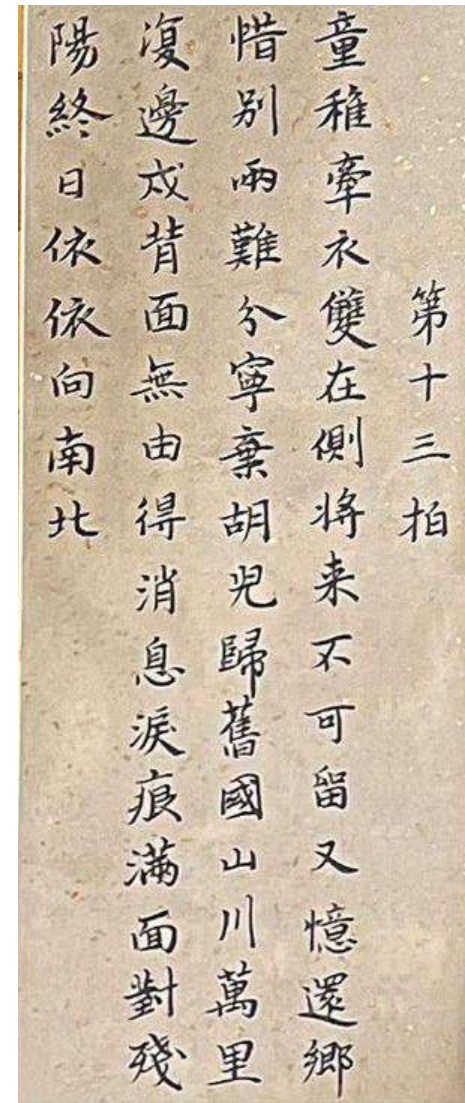 第十三拍
童稚牽衣雙在側将来不可留又憶還鄉
惜別兩難分寧棄胡児歸舊國山川萬里
復邊戍背面無由得消息淚痕滿面對殘
陽終日依依向南北